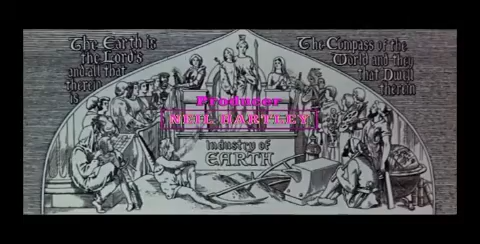 The Earth is
the Lord's
and all that
therein
is
The Compass of the
World and they
that Dwell
therein
Producer
NEIL HARTLEY
industry of
EARTH